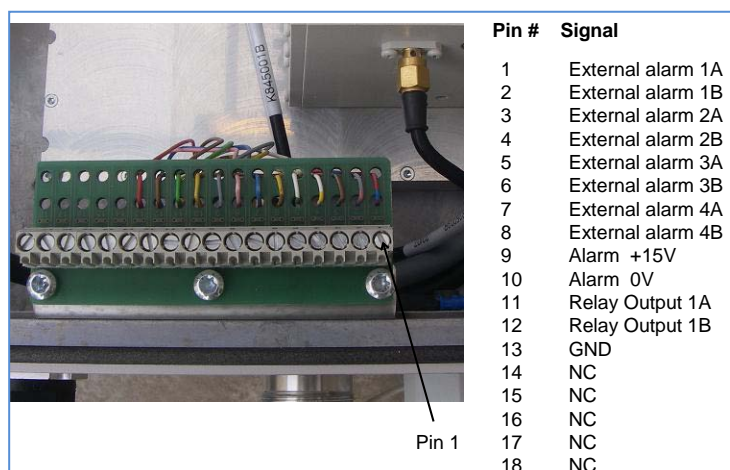 Pin # Signal
1 External alarm 1A
2 External alarm 1B
3 External alarm 2A
4 External alarm 2B
5 External alarm 3A
6 External alarm 3B
7 External alarm 4A
8 External alarm 4B
9 Alarm +15V
10 Alarm 0V
11 Relay Output 1A
12 Relay Output 1B
13 GND
14 NC
15 NC
16 NC
17 NC
18 NC
K845001B
Pin 1